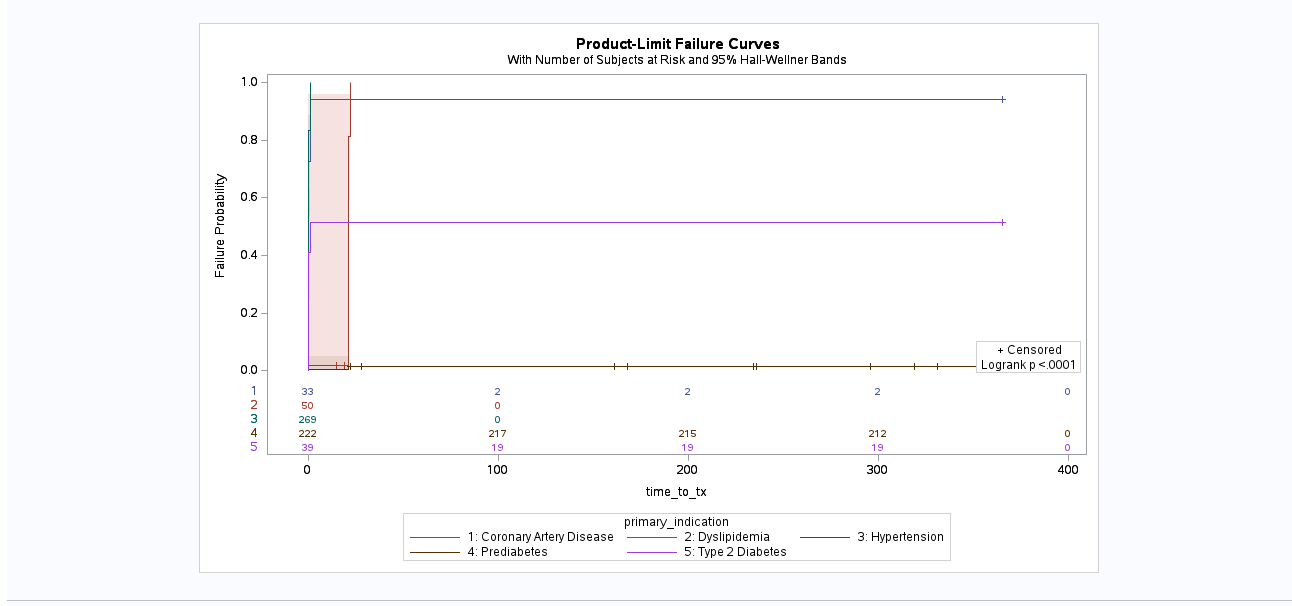 Product-Limit Failure Curves
With Number of Subjects at Risk and 95% Hall-Wellner Bands
1.0
0.8
0.6
0.4
0.2
0.0
Failure Probability
+ Censored
Logrank p <.0001
1 33 2 2 2 0
2 50 0
3 269 0
4 222 217 215 212 0
5 39 19 19 19 0
0 100 200 300 400
time_to_tx
primary_indication
1: Coronary Artery Disease 2: Dyslipidemia 3: Hypertension
4: Prediabetes 5: Type 2 Diabetes